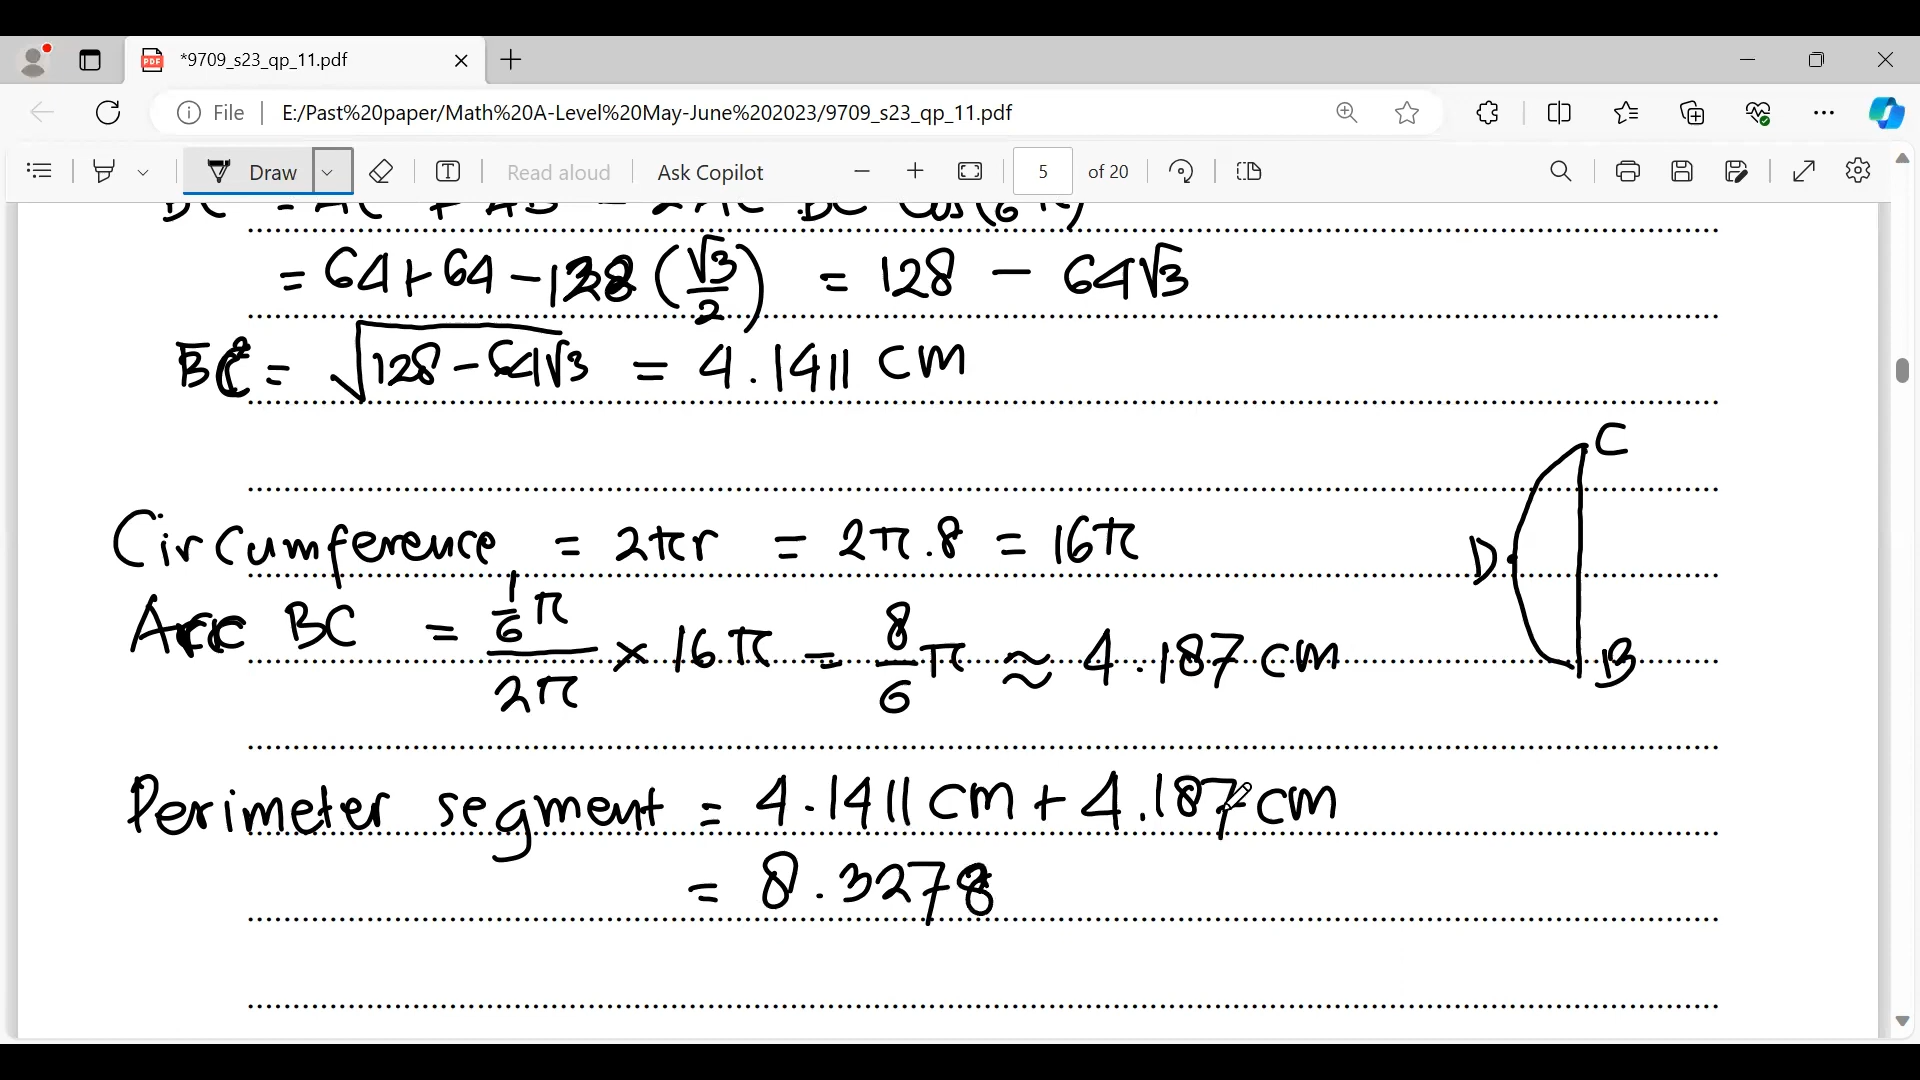 *9709_s23_qp_11.pdf
File E:/Past%20paper/Math%20A-Level%20May-June%202023/9709_s23_qp_11.pdf
Draw Read aloud Ask Copilot 5 of 20
= 64 + 64 - 128 (√3/2) = 128 - 64√3
BC = √(128 - 64√3) = 4.1411 cm
C
Circumference = 2πr = 2π.8 = 16π
D
Arc BC = (1/6 π)/(2π) × 16π = 8/6 π ≈ 4.187 cm
B
Perimeter segment = 4.1411 cm + 4.187 cm
= 8.3278